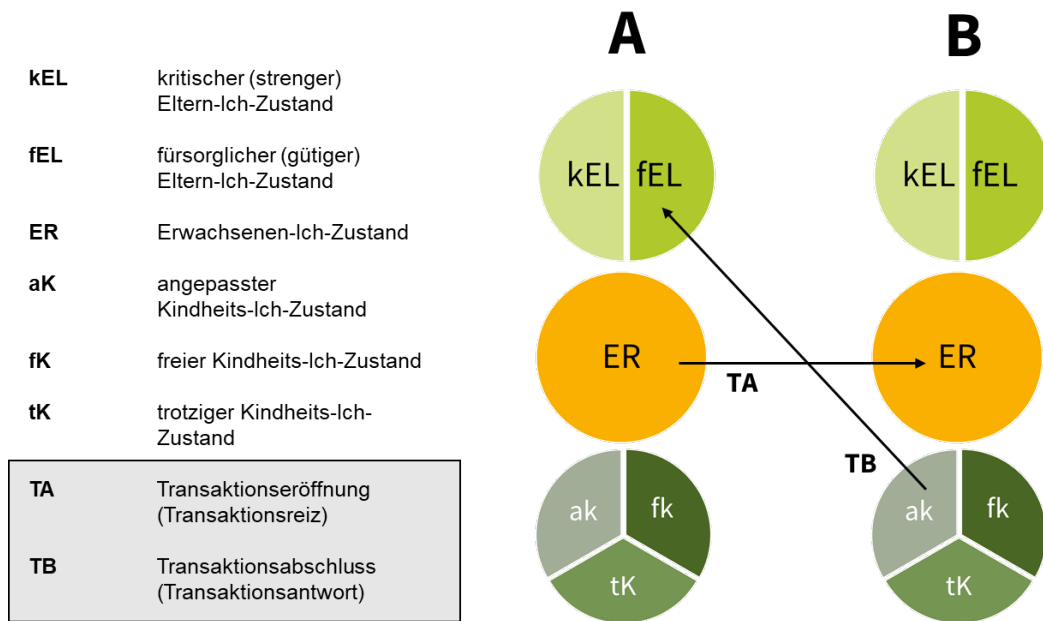 A
B
kEL kritischer (strenger)
Eltern-Ich-Zustand
fEL fürsorglicher (gütiger)
Eltern-Ich-Zustand
ER Erwachsenen-Ich-Zustand
aK angepasster
Kindheits-Ich-Zustand
fK freier Kindheits-Ich-Zustand
tK trotziger Kindheits-Ich-
Zustand
TA Transaktionseröffnung
(Transaktionsreiz)
TB Transaktionsabschluss
(Transaktionsantwort)
kEL fEL
kEL fEL
ER
TA
ER
TB
ak fk
tK
ak fk
tK